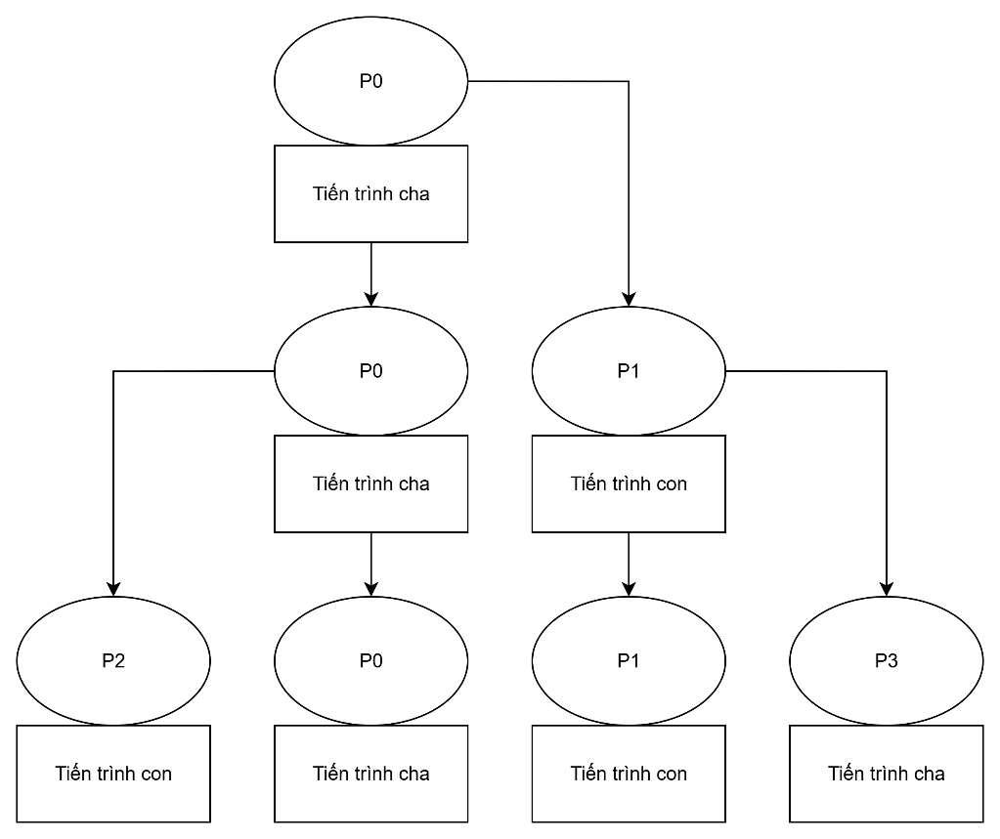 P0
Tiến trình cha
P0
P1
Tiến trình cha
Tiến trình con
P2
P0
P1
P3
Tiến trình con
Tiến trình cha
Tiến trình con
Tiến trình cha